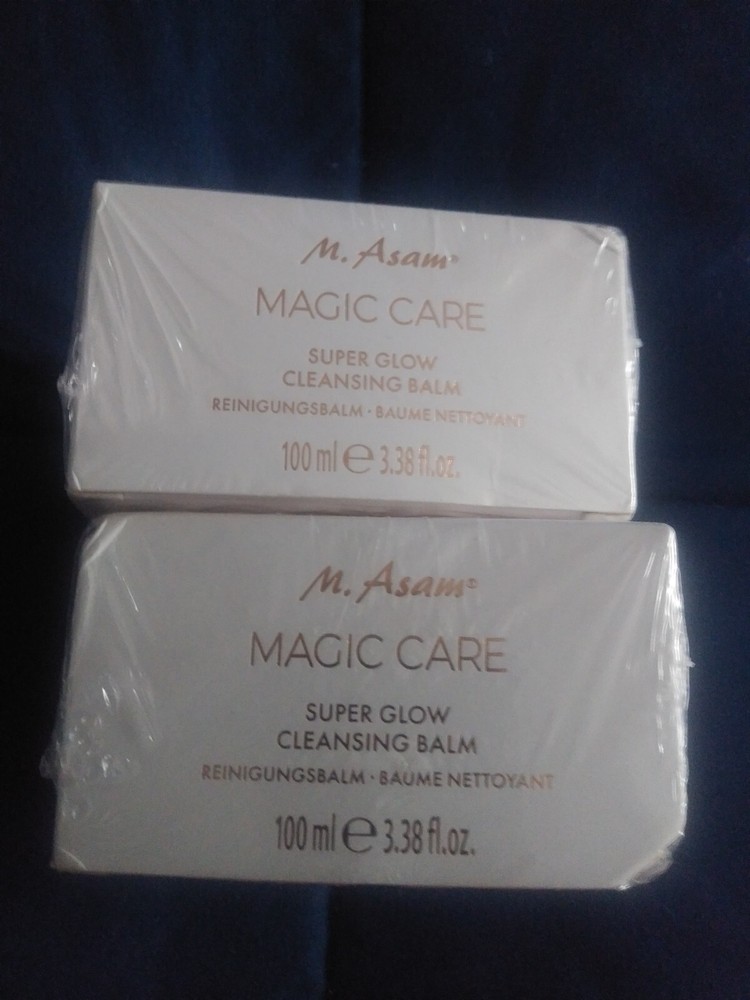 M. Asam®
MAGIC CARE
SUPER GLOW
CLEANSING BALM
REINIGUNGSBALM · BAUME NETTOYANT
100 ml ℮ 3.38 fl.oz.
M. Asam®
MAGIC CARE
SUPER GLOW
CLEANSING BALM
REINIGUNGSBALM · BAUME NETTOYANT
100 ml ℮ 3.38 fl.oz.